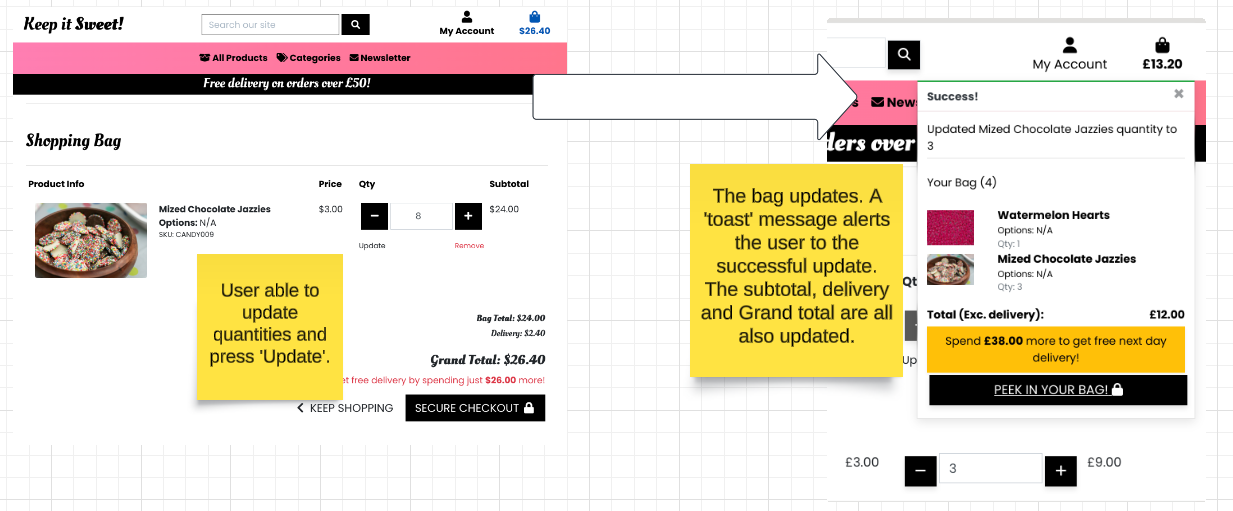 Keep it Sweet!
Search our site
My Account
$26.40
All Products
Categories
Newsletter
Free delivery on orders over £50!
Shopping Bag
Product Info
Price
Qty
Subtotal
Mized Chocolate Jazzies
Options: N/A
SKU: CANDY009
$3.00
8
$24.00
Update
Remove
User able to
update
quantities and
press 'Update'.
Bag Total: $24.00
Delivery: $2.40
Grand Total: $26.40
et free delivery by spending just $26.00 more!
KEEP SHOPPING
SECURE CHECKOUT
The bag updates. A
'toast' message alerts
the user to the
successful update.
The subtotal, delivery
and Grand total are all
also updated.
My Account
£13.20
s
News
ders over
Success!
Updated Mized Chocolate Jazzies quantity to
3
Your Bag (4)
Watermelon Hearts
Options: N/A
Qty: 1
Mized Chocolate Jazzies
Options: N/A
Qty: 3
Total (Exc. delivery):
£12.00
Spend £38.00 more to get free next day
delivery!
PEEK IN YOUR BAG!
Qt
Up
£3.00
3
£9.00